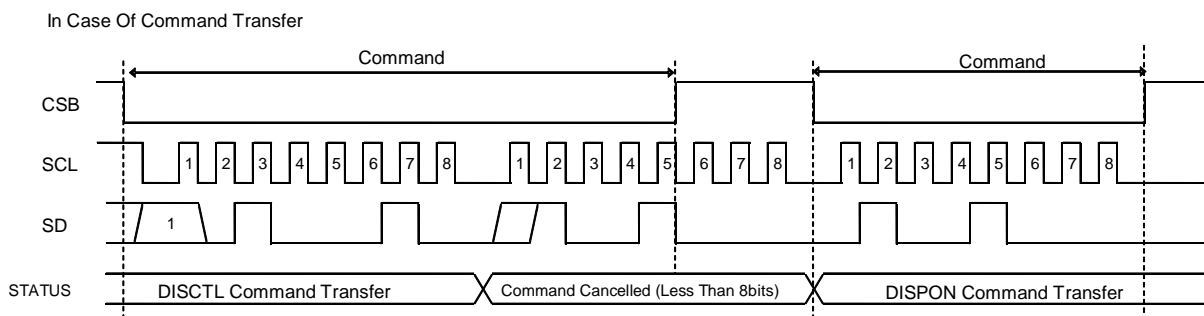 In Case Of Command Transfer
Command Command
CSB
SCL 1 2 3 4 5 6 7 8 1 2 3 4 5 6 7 8 1 2 3 4 5 6 7 8
SD 1
STATUS DISCTL Command Transfer Command Cancelled (Less Than 8bits) DISPON Command Transfer